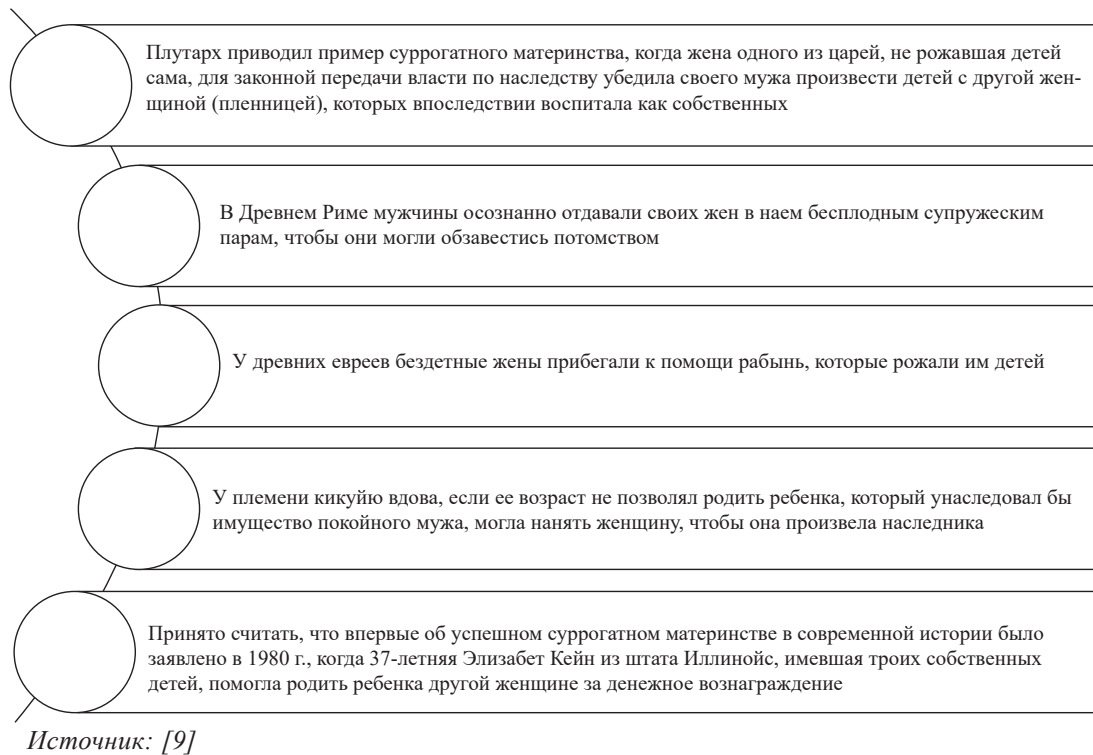 Плутарх приводил пример суррогатного материнства, когда жена одного из царей, не рожавшая детей
сама, для законной передачи власти по наследству убедила своего мужа произвести детей с другой жен-
щиной (пленницей), которых впоследствии воспитала как собственных
В Древнем Риме мужчины осознанно отдавали своих жен в наем бесплодным супружеским
парам, чтобы они могли обзавестись потомством
У древних евреев бездетные жены прибегали к помощи рабынь, которые рожали им детей
У племени кикуйю вдова, если ее возраст не позволял родить ребенка, который унаследовал бы
имущество покойного мужа, могла нанять женщину, чтобы она произвела наследника
Принято считать, что впервые об успешном суррогатном материнстве в современной истории было
заявлено в 1980 г., когда 37-летняя Элизабет Кейн из штата Иллинойс, имевшая троих собственных
детей, помогла родить ребенка другой женщине за денежное вознаграждение
Источник: [9]